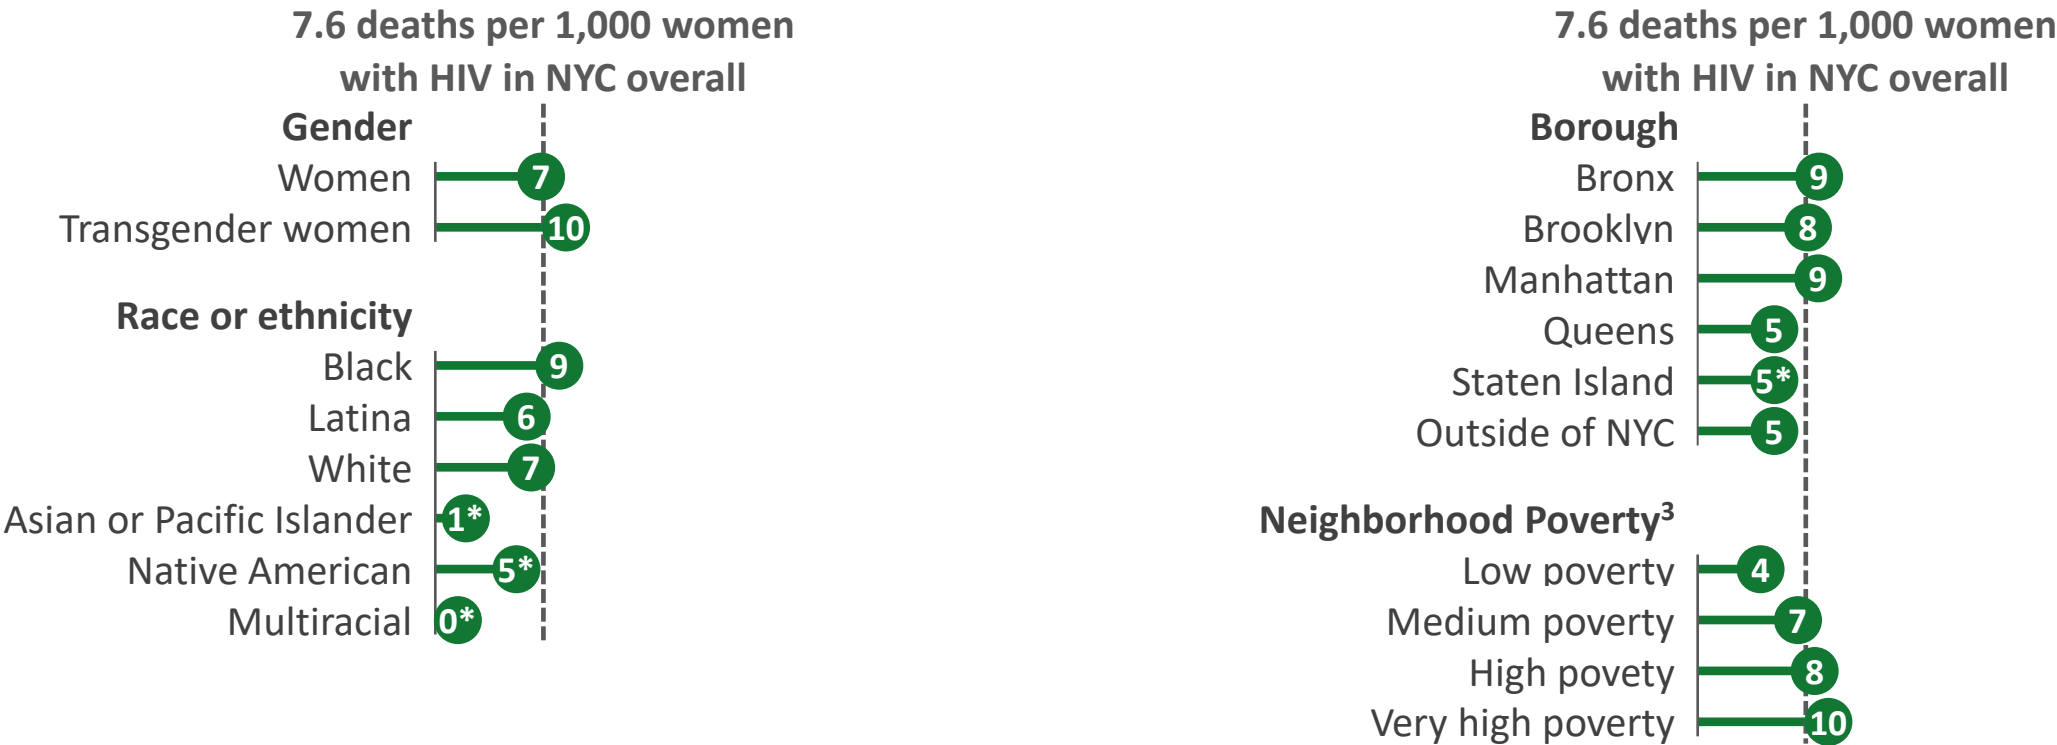 7.6 deaths per 1,000 women
with HIV in NYC overall
Gender
Women 7
Transgender women 10
Race or ethnicity
Black 9
Latina 6
White 7
Asian or Pacific Islander 1*
Native American 5*
Multiracial 0*
7.6 deaths per 1,000 women
with HIV in NYC overall
Borough
Bronx 9
Brooklyn 8
Manhattan 9
Queens 5
Staten Island 5*
Outside of NYC 5
Neighborhood Poverty³
Low poverty 4
Medium poverty 7
High povety 8
Very high poverty 10